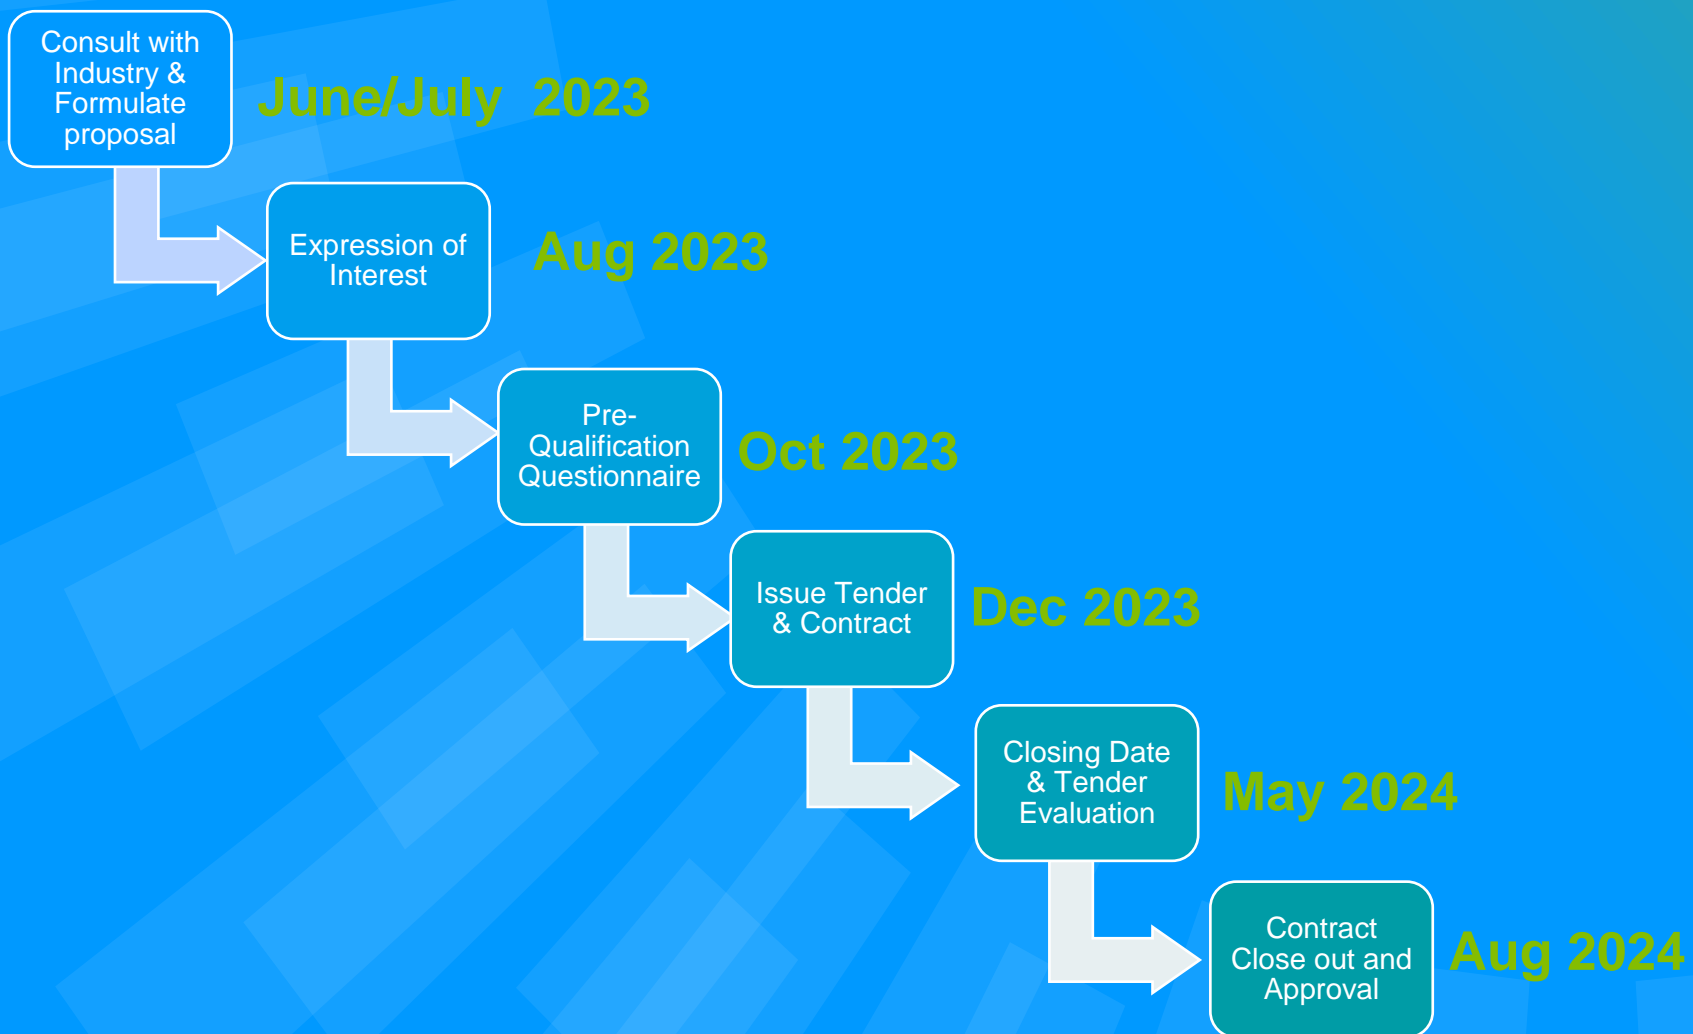 Consult with
Industry &
Formulate
proposal
June/July 2023
Expression of
Interest
Aug 2023
Pre-
Qualification
Questionnaire
Oct 2023
Issue Tender
& Contract
Dec 2023
Closing Date
& Tender
Evaluation
May 2024
Contract
Close out and
Approval
Aug 2024